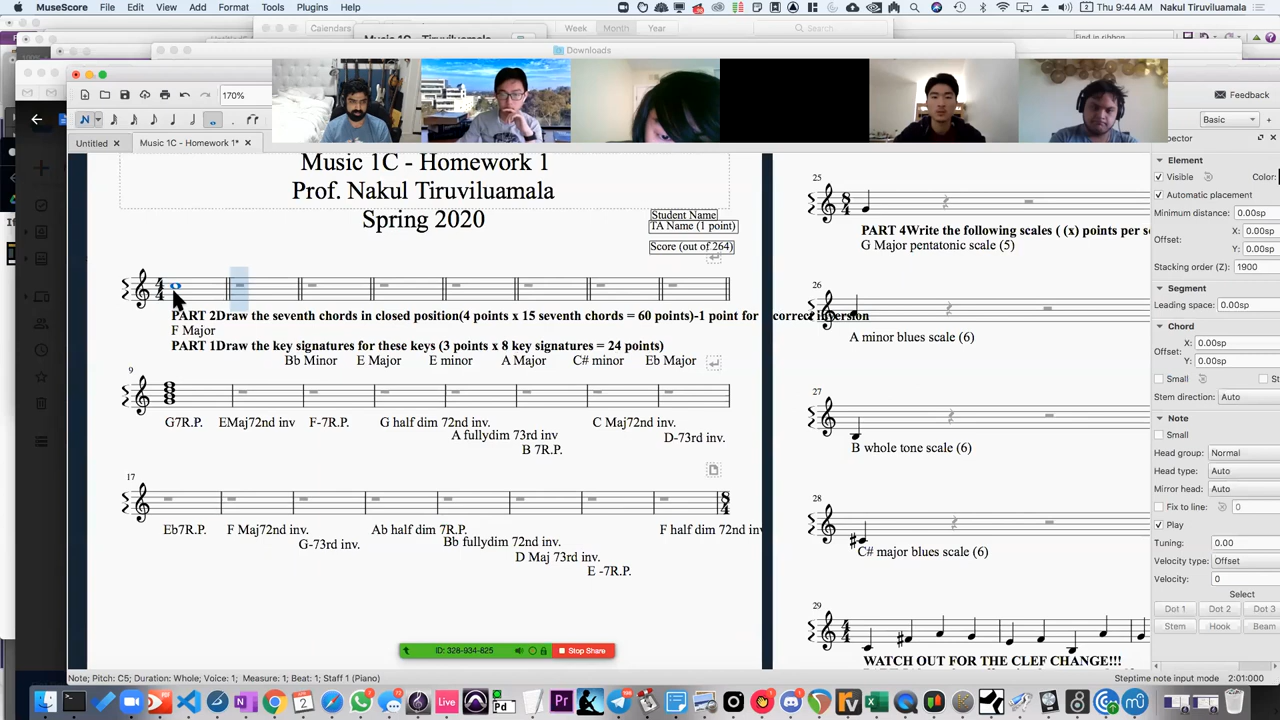 MuseScore File Edit View Add Format Tools Plugins Help Thu 9:44 AM Nakul Tiruviluamala
Calendars Week Month Year Search
Music 1C - Tiruviluamala Find in ribbon
Downloads
170% Feedback
Untitled Music 1C - Homework 1* Basic
Music 1C - Homework 1
Prof. Nakul Tiruviluamala
Spring 2020
Student Name
TA Name (1 point)
Score (out of 264)
PART 2Draw the seventh chords in closed position(4 points x 15 seventh chords = 60 points)-1 point for
F Major
PART 1Draw the key signatures for these keys (3 points x 8 key signatures = 24 points)
Bb Minor E Major E minor A Major C# minor Eb Major
9
G7R.P. EMaj72nd inv F-7R.P. G half dim 72nd inv. C Maj72nd inv.
A fullydim 73rd inv D-73rd inv.
B 7R.P.
17
Eb7R.P. F Maj72nd inv. Ab half dim 7R.P. F half dim 72nd inv
G-73rd inv. Bb fullydim 72nd inv.
D Maj 73rd inv.
E -7R.P.
25
PART 4Write the following scales ( (x) points per s
G Major pentatonic scale (5)
26
A minor blues scale (6)
27
B whole tone scale (6)
28
C# major blues scale (6)
29
WATCH OUT FOR THE CLEF CHANGE!!!
Element
Visible Color:
Automatic placement
Minimum distance: 0.00sp
X: 0.00sp
Offset:
Y: 0.00sp
Stacking order (Z): 1900
Segment
Leading space: 0.00sp
Chord
X: 0.00sp
Offset:
Y: 0.00sp
Small St
Stem direction: Auto
Note
Small
Head group: Normal
Head type: Auto
Mirror head: Auto
Fix to line: 0
Play
Tuning: 0.00
Velocity type: Offset
Velocity: 0
Select
Dot 1 Dot 2 Dot 3
Stem Hook Beam
ID: 328-934-825 Stop Share
Note; Pitch: C5; Duration: Whole; Voice: 1; Measure: 1; Beat: 1; Staff 1 (Piano) Steptime note input mode 2:01:000